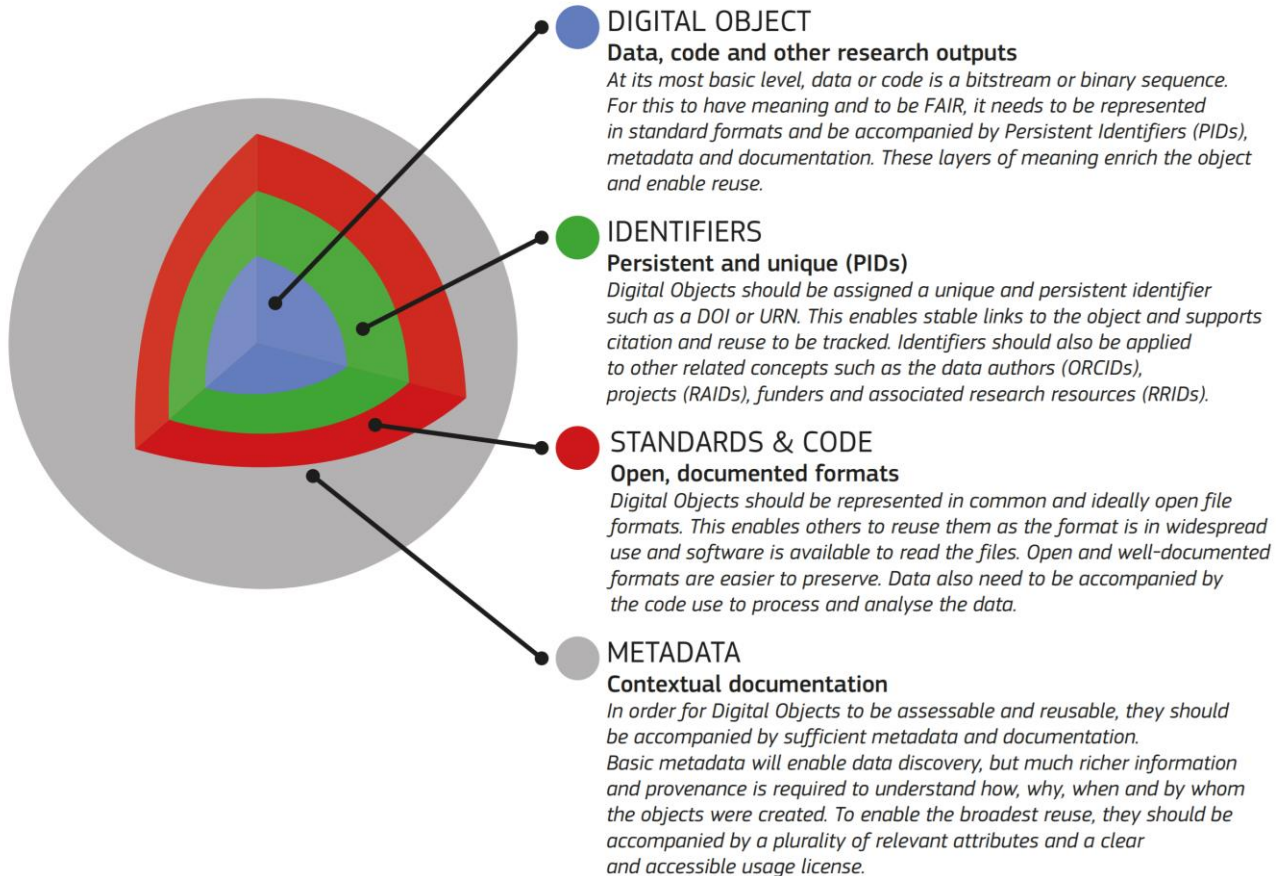 DIGITAL OBJECT
Data, code and other research outputs
At its most basic level, data or code is a bitstream or binary sequence.
For this to have meaning and to be FAIR, it needs to be represented
in standard formats and be accompanied by Persistent Identifiers (PIDs),
metadata and documentation. These layers of meaning enrich the object
and enable reuse.
IDENTIFIERS
Persistent and unique (PIDs)
Digital Objects should be assigned a unique and persistent identifier
such as a DOI or URN. This enables stable links to the object and supports
citation and reuse to be tracked. Identifiers should also be applied
to other related concepts such as the data authors (ORCIDs),
projects (RAIDs), funders and associated research resources (RRIDs).
STANDARDS & CODE
Open, documented formats
Digital Objects should be represented in common and ideally open file
formats. This enables others to reuse them as the format is in widespread
use and software is available to read the files. Open and well-documented
formats are easier to preserve. Data also need to be accompanied by
the code use to process and analyse the data.
METADATA
Contextual documentation
In order for Digital Objects to be assessable and reusable, they should
be accompanied by sufficient metadata and documentation.
Basic metadata will enable data discovery, but much richer information
and provenance is required to understand how, why, when and by whom
the objects were created. To enable the broadest reuse, they should be
accompanied by a plurality of relevant attributes and a clear
and accessible usage license.